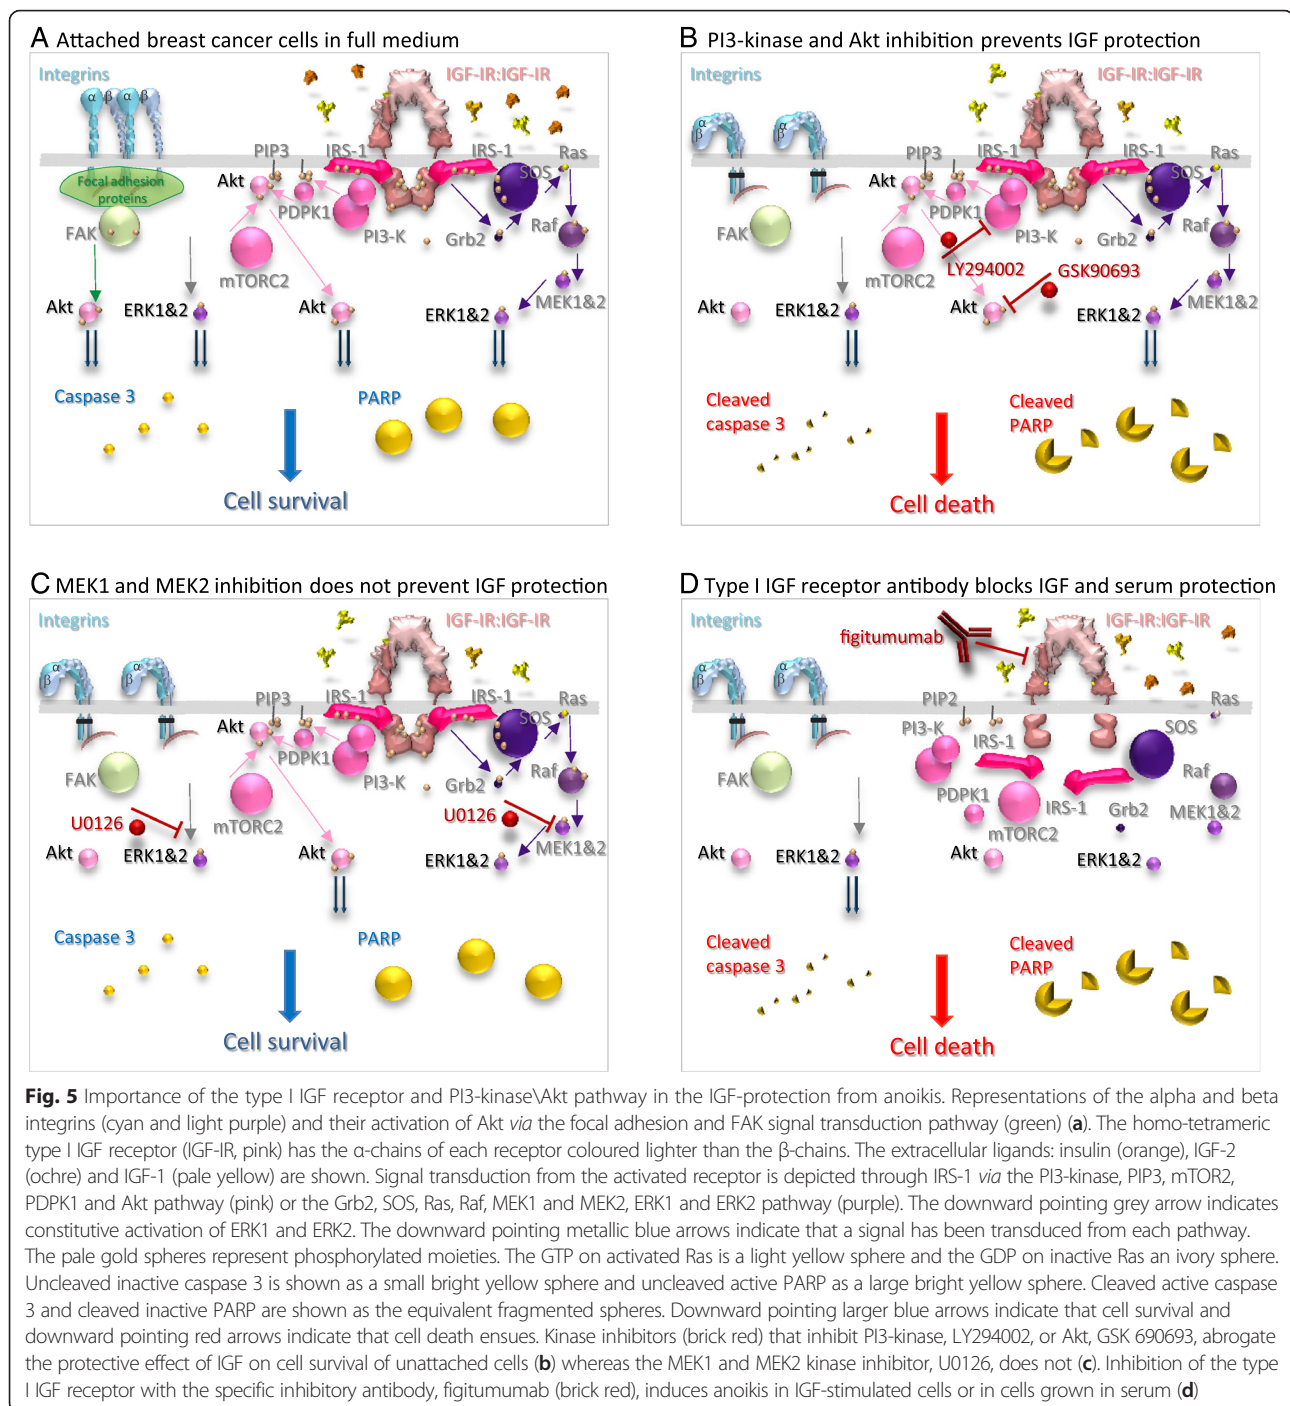 A Attached breast cancer cells in full medium
Integrins
IGF-IR:IGF-IR
α β α β
PIP3
IRS-1
IRS-1
Ras
SOS
Akt
Focal adhesion
proteins
PDPK1
FAK
PI3-K
Grb2
Raf
mTORC2
MEK1&2
Akt
ERK1&2
Akt
ERK1&2
Caspase 3
PARP
Cell survival
B PI3-kinase and Akt inhibition prevents IGF protection
Integrins
IGF-IR:IGF-IR
α
β
α
β
PIP3
IRS-1
IRS-1
Ras
SOS
Akt
PDPK1
FAK
PI3-K
Grb2
Raf
mTORC2
LY294002
GSK90693
MEK1&2
Akt
ERK1&2
Akt
ERK1&2
Cleaved
caspase 3
Cleaved
PARP
Cell death
C MEK1 and MEK2 inhibition does not prevent IGF protection
Integrins
IGF-IR:IGF-IR
α
β
α
β
PIP3
IRS-1
IRS-1
Ras
SOS
Akt
PDPK1
FAK
PI3-K
Grb2
Raf
U0126
mTORC2
U0126
MEK1&2
Akt
ERK1&2
Akt
ERK1&2
Caspase 3
PARP
Cell survival
D Type I IGF receptor antibody blocks IGF and serum protection
Integrins
figitumumab
IGF-IR:IGF-IR
α
β
α
β
PIP2
Ras
PI3-K
SOS
IRS-1
FAK
Raf
PDPK1
IRS-1
Grb2
MEK1&2
mTORC2
Akt
ERK1&2
Akt
ERK1&2
Cleaved
caspase 3
Cleaved
PARP
Cell death
Fig. 5 Importance of the type I IGF receptor and PI3-kinase\Akt pathway in the IGF-protection from anoikis. Representations of the alpha and beta
integrins (cyan and light purple) and their activation of Akt via the focal adhesion and FAK signal transduction pathway (green) (a). The homo-tetrameric
type I IGF receptor (IGF-IR, pink) has the α-chains of each receptor coloured lighter than the β-chains. The extracellular ligands: insulin (orange), IGF-2
(ochre) and IGF-1 (pale yellow) are shown. Signal transduction from the activated receptor is depicted through IRS-1 via the PI3-kinase, PIP3, mTOR2,
PDPK1 and Akt pathway (pink) or the Grb2, SOS, Ras, Raf, MEK1 and MEK2, ERK1 and ERK2 pathway (purple). The downward pointing grey arrow indicates
constitutive activation of ERK1 and ERK2. The downward pointing metallic blue arrows indicate that a signal has been transduced from each pathway.
The pale gold spheres represent phosphorylated moieties. The GTP on activated Ras is a light yellow sphere and the GDP on inactive Ras an ivory sphere.
Uncleaved inactive caspase 3 is shown as a small bright yellow sphere and uncleaved active PARP as a large bright yellow sphere. Cleaved active caspase
3 and cleaved inactive PARP are shown as the equivalent fragmented spheres. Downward pointing larger blue arrows indicate that cell survival and
downward pointing red arrows indicate that cell death ensues. Kinase inhibitors (brick red) that inhibit PI3-kinase, LY294002, or Akt, GSK 690693, abrogate
the protective effect of IGF on cell survival of unattached cells (b) whereas the MEK1 and MEK2 kinase inhibitor, U0126, does not (c). Inhibition of the type
I IGF receptor with the specific inhibitory antibody, figitumumab (brick red), induces anoikis in IGF-stimulated cells or in cells grown in serum (d)